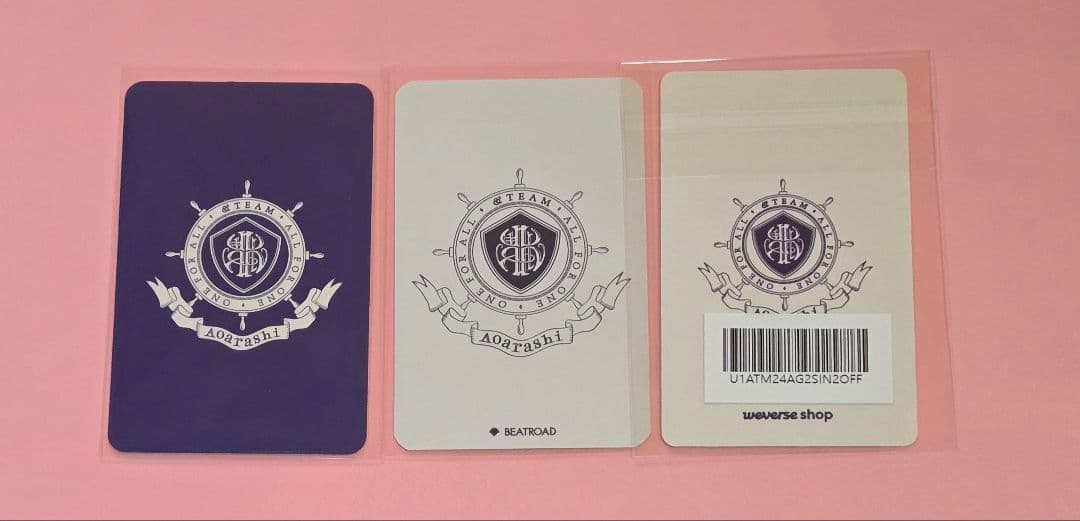 &TEAM • ALL FOR ONE • ONE FOR ALL •
Aoarashi
&TEAM • ALL FOR ONE • ONE FOR ALL •
Aoarashi
BEATROAD
&TEAM • ALL FOR ONE • ONE FOR ALL •
U1ATM24AG2SIN2OFF
weverse shop